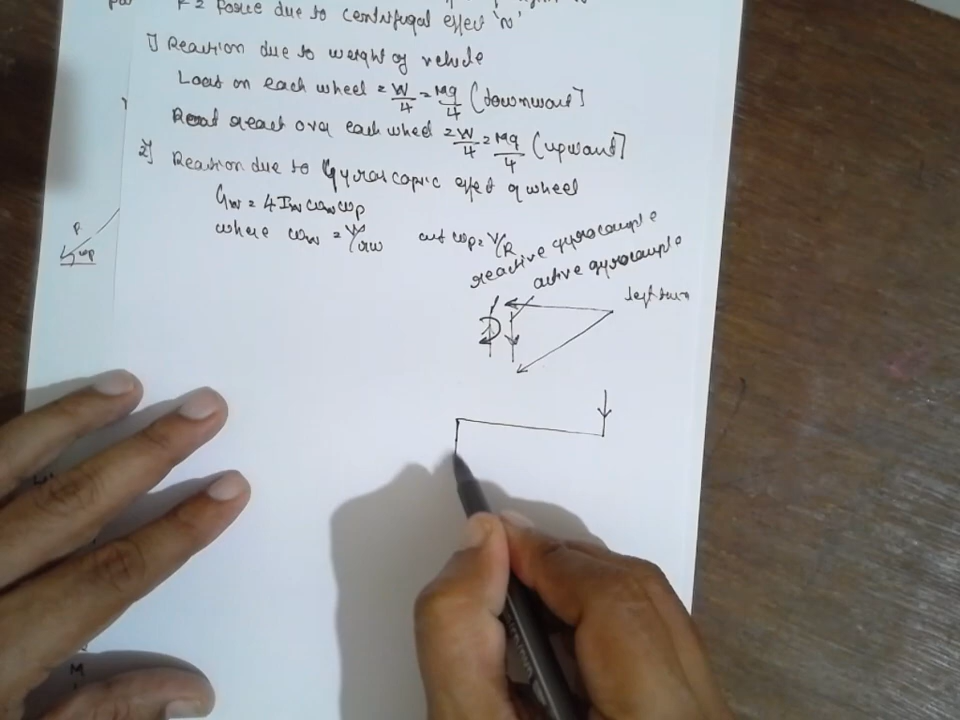 F = Force due to centrifugal effect 'N'
1] Reaction due to weight of vehicle
Load on each wheel = W/4 = Mg/4 (downward]
Road react over each wheel = W/4 = Mg/4 (upward]
2] Reaction due to Gyroscopic effect of wheel
Gw = 4 Iw ωw ωp
where ωw = V/rw and ωp = V/R
reactive gyrocouple
active gyrocouple
left turn
P
ωp
M